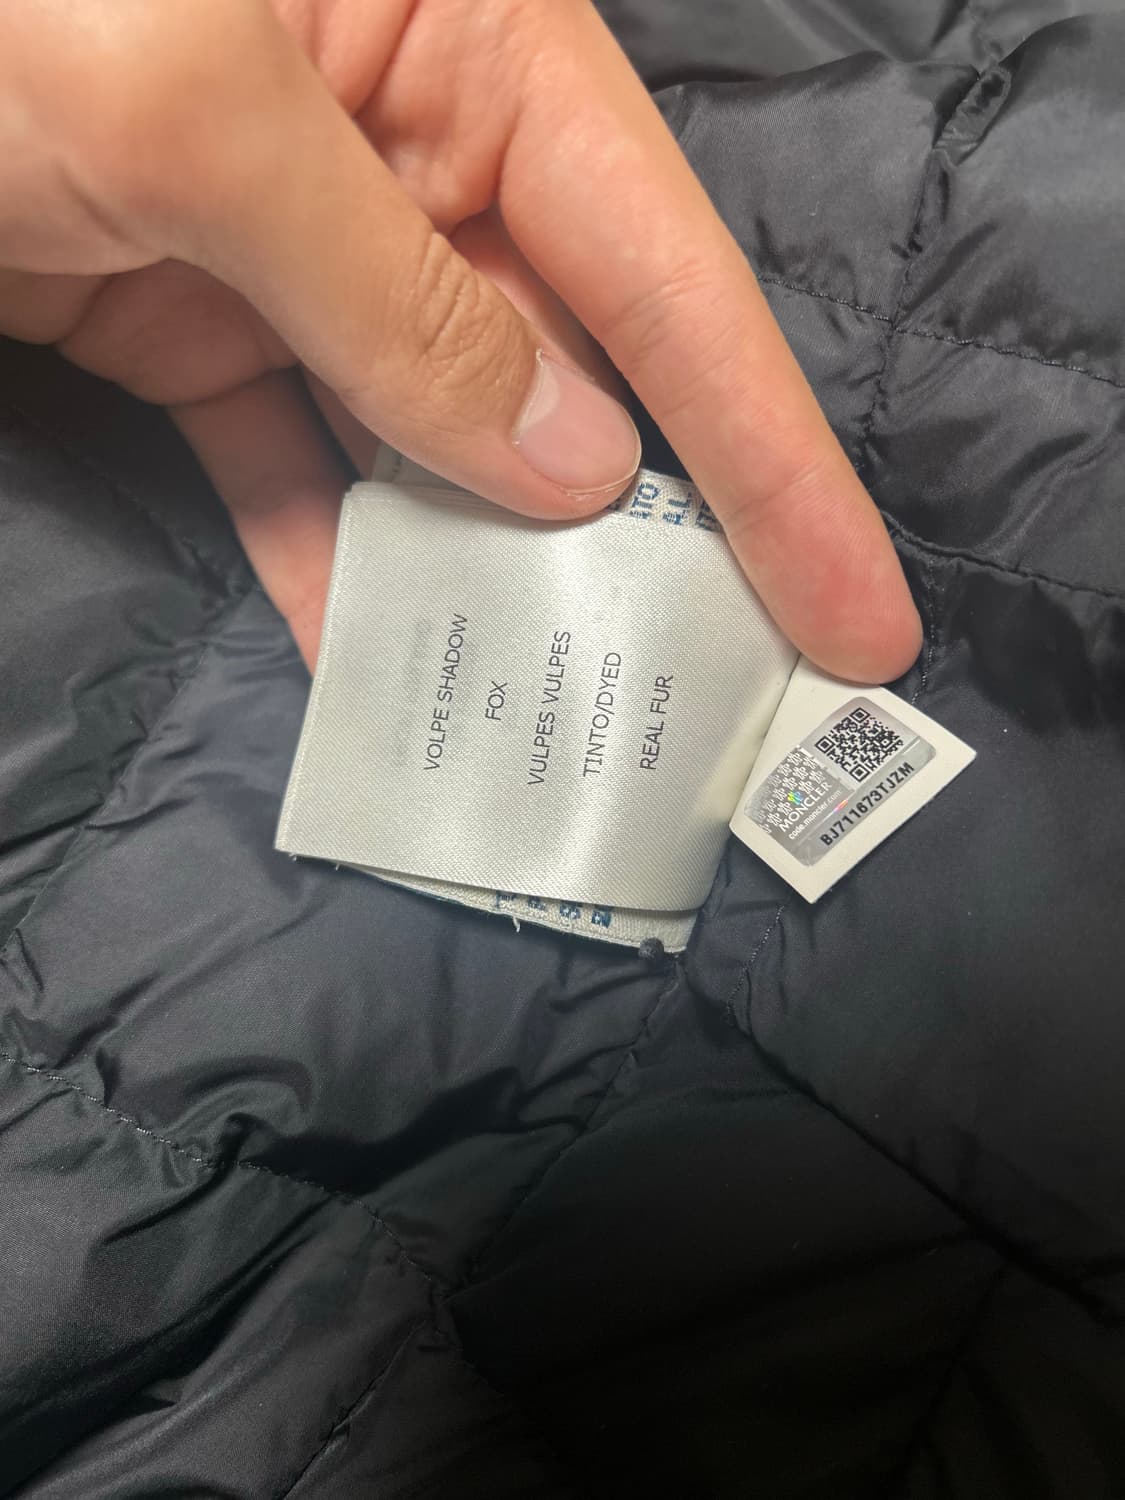 VOLPE SHADOW
FOX
VULPES VULPES
TINTO/DYED
REAL FUR
MONCLER
code.moncler.com
BJ711673TJZM